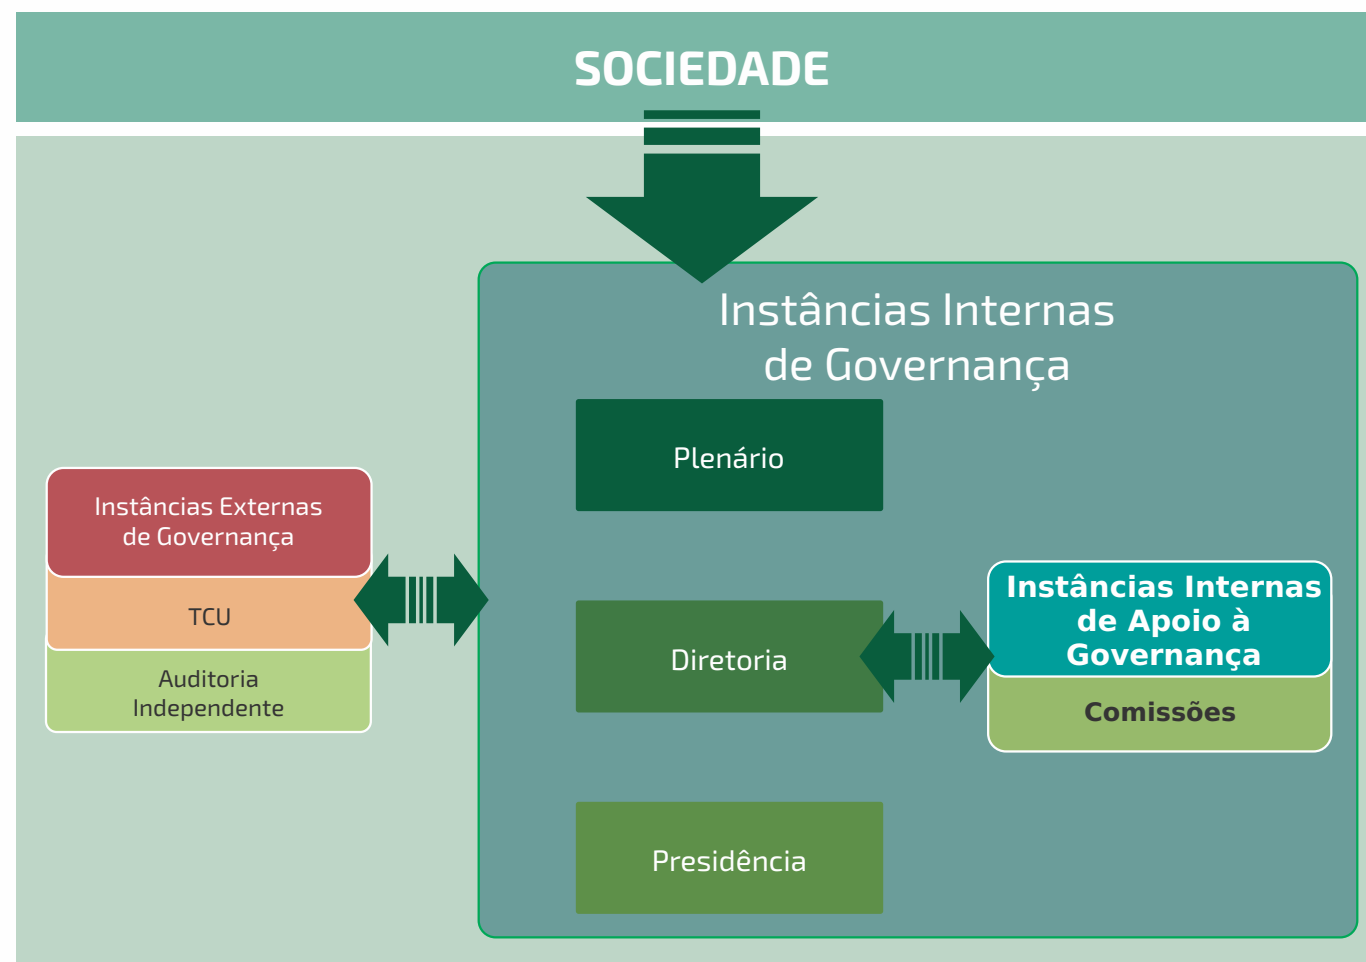 SOCIEDADE
Instâncias Internas
de Governança
Plenário
Instâncias Externas
de Governança
TCU
Auditoria
Independente
Diretoria
Instâncias Internas
de Apoio à
Governança
Comissões
Presidência